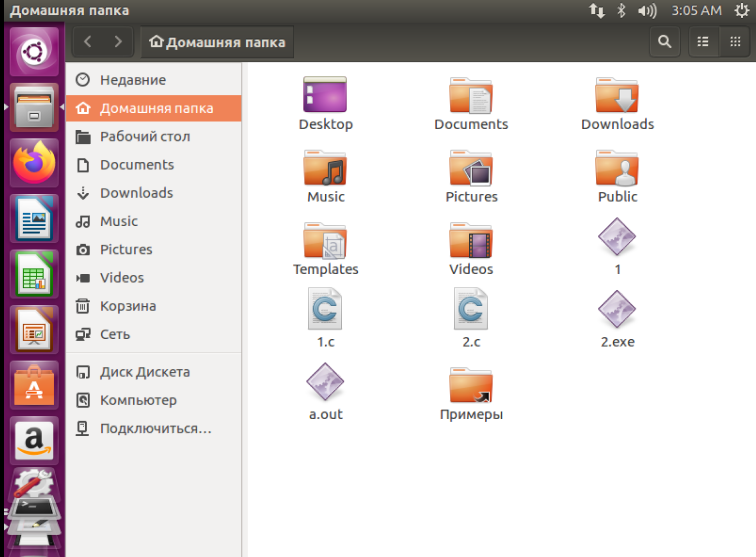 Домашняя папка
3:05 AM
Домашняя папка
Недавние
Домашняя папка
Рабочий стол
Documents
Downloads
Music
Pictures
Videos
Корзина
Сеть
Диск Дискета
Компьютер
Подключиться...
Desktop
Documents
Downloads
Music
Pictures
Public
Templates
Videos
1
1.c
2.c
2.exe
a.out
Примеры